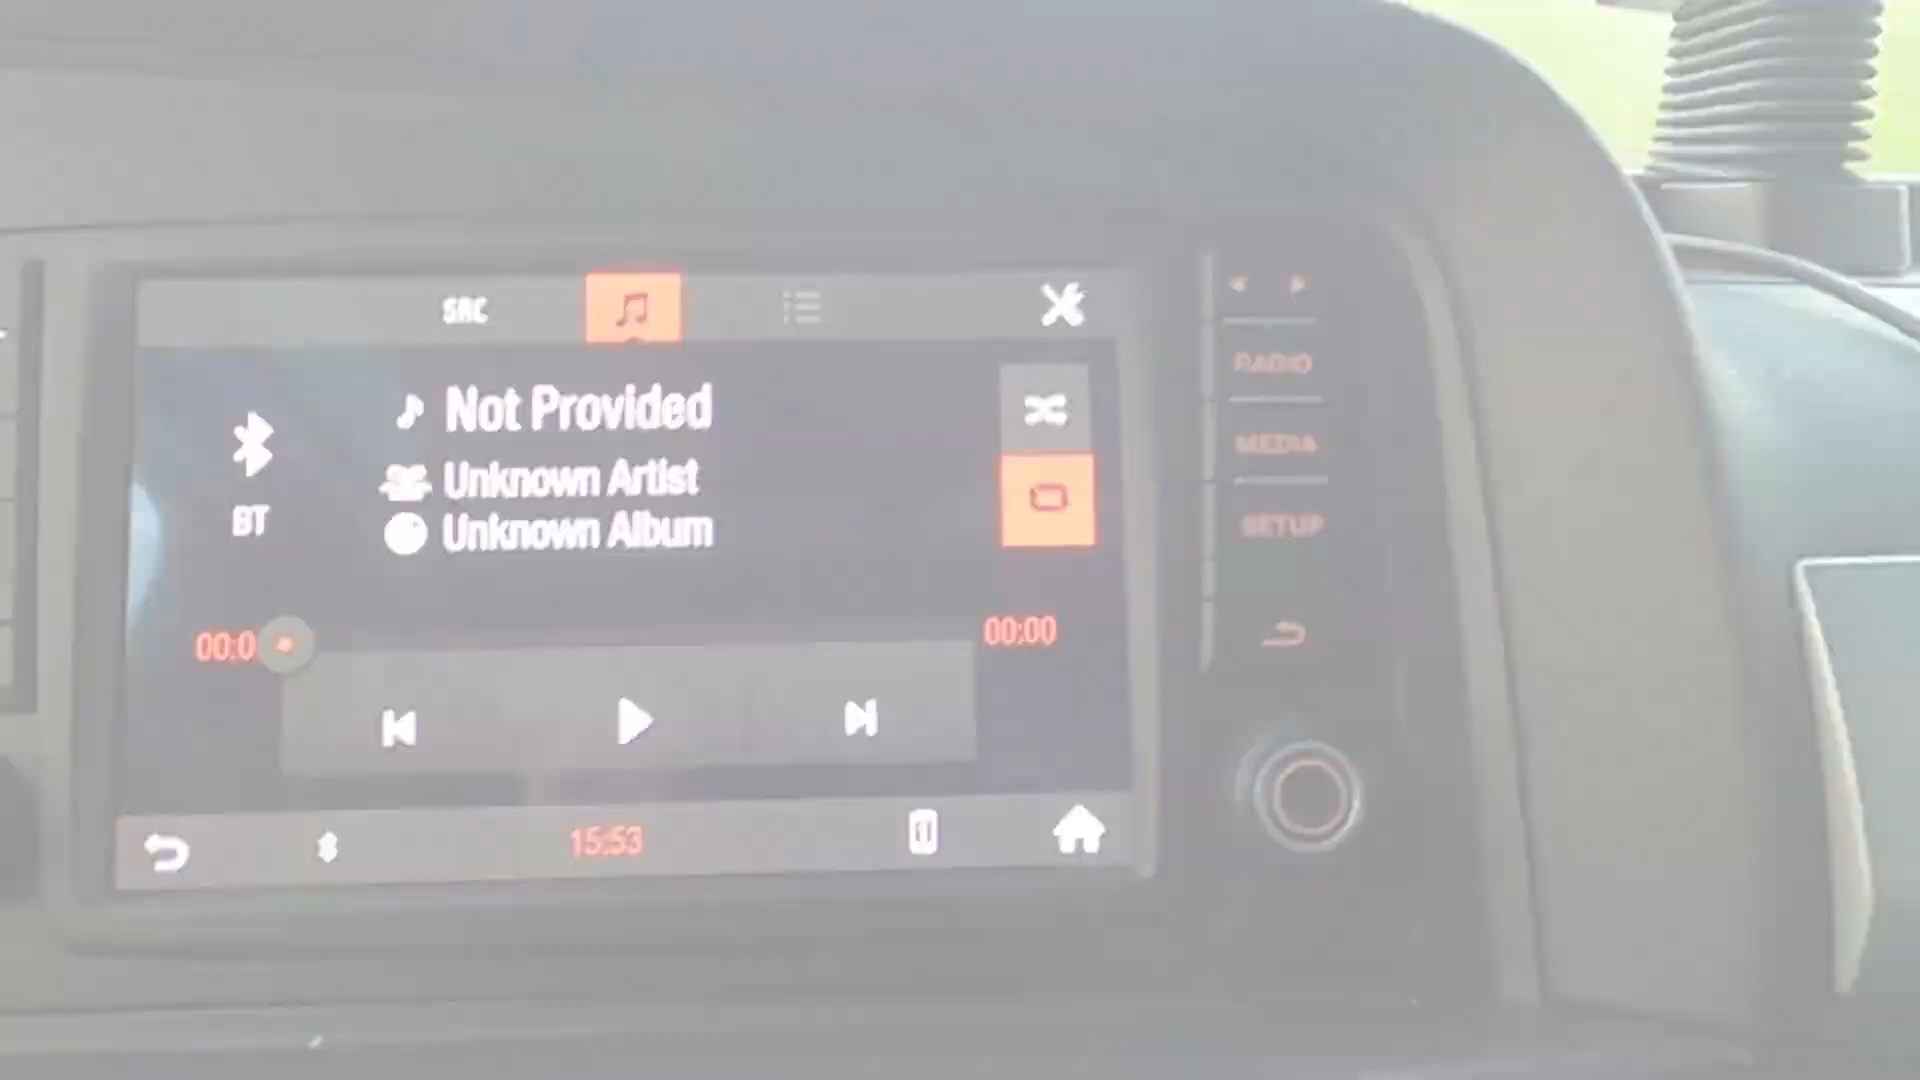 SRC
Not Provided
Unknown Artist
BT
Unknown Album
00:0
00:00
15:53
RADIO
MEDIA
SETUP